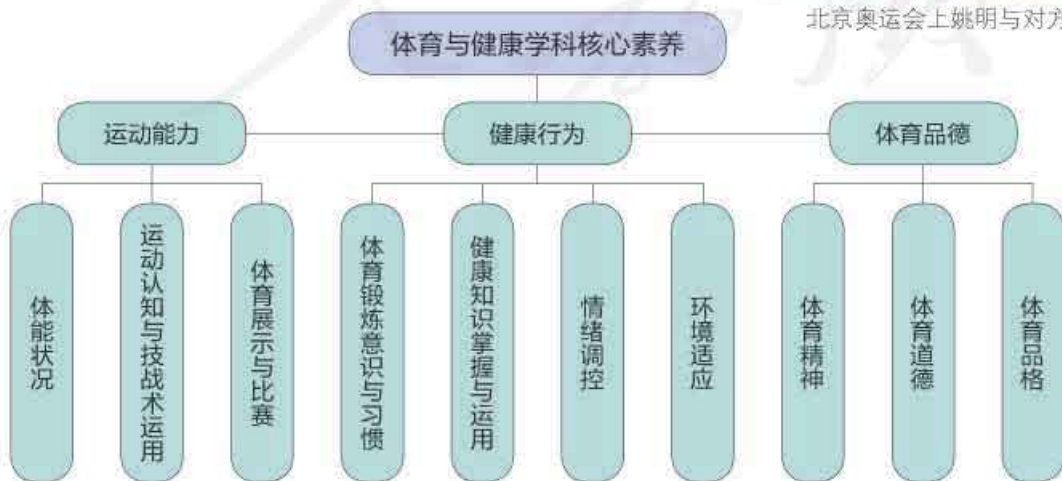 北京奥运会上姚明与对方
体育与健康学科核心素养
运动能力
健康行为
体育品德
体能状况
运动认知与技战术运用
体育展示与比赛
体育锻炼意识与习惯
健康知识掌握与运用
情绪调控
环境适应
体育精神
体育道德
体育品格